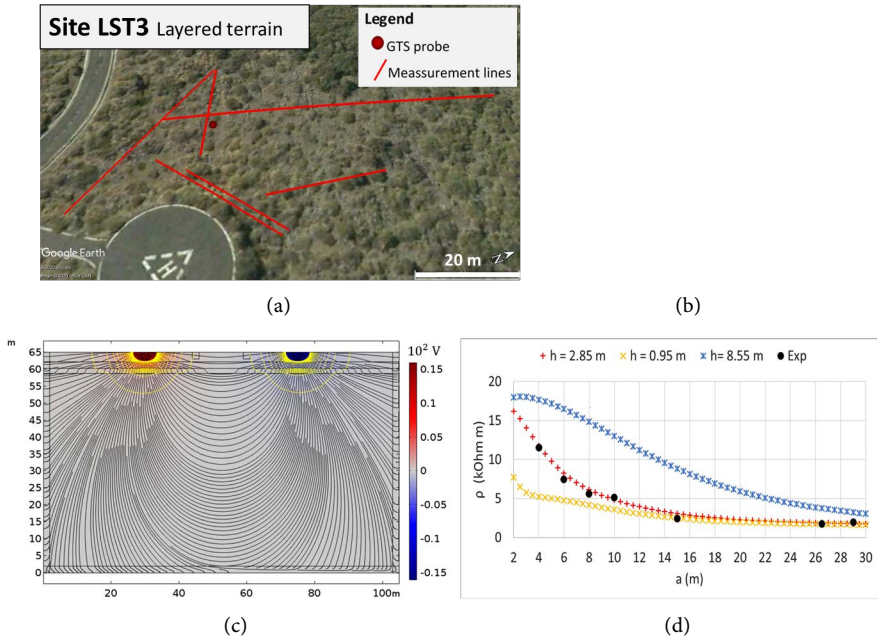 Site LST3 Layered terrain
Legend
GTS probe
Meassurement lines
Google Earth
20 m
N
H
(a)
(b)
m
65
60
55
50
45
40
35
30
25
20
15
10
5
0
20
40
60
80
100m
10² V
0.15
0.10
0.05
0
-0.05
-0.10
-0.15
(c)
h = 2.85 m
h = 0.95 m
h= 8.55 m
Exp
ρ (kOhm m)
20
15
10
5
0
2 4 6 8 10 12 14 16 18 20 22 24 26 28 30
a (m)
(d)